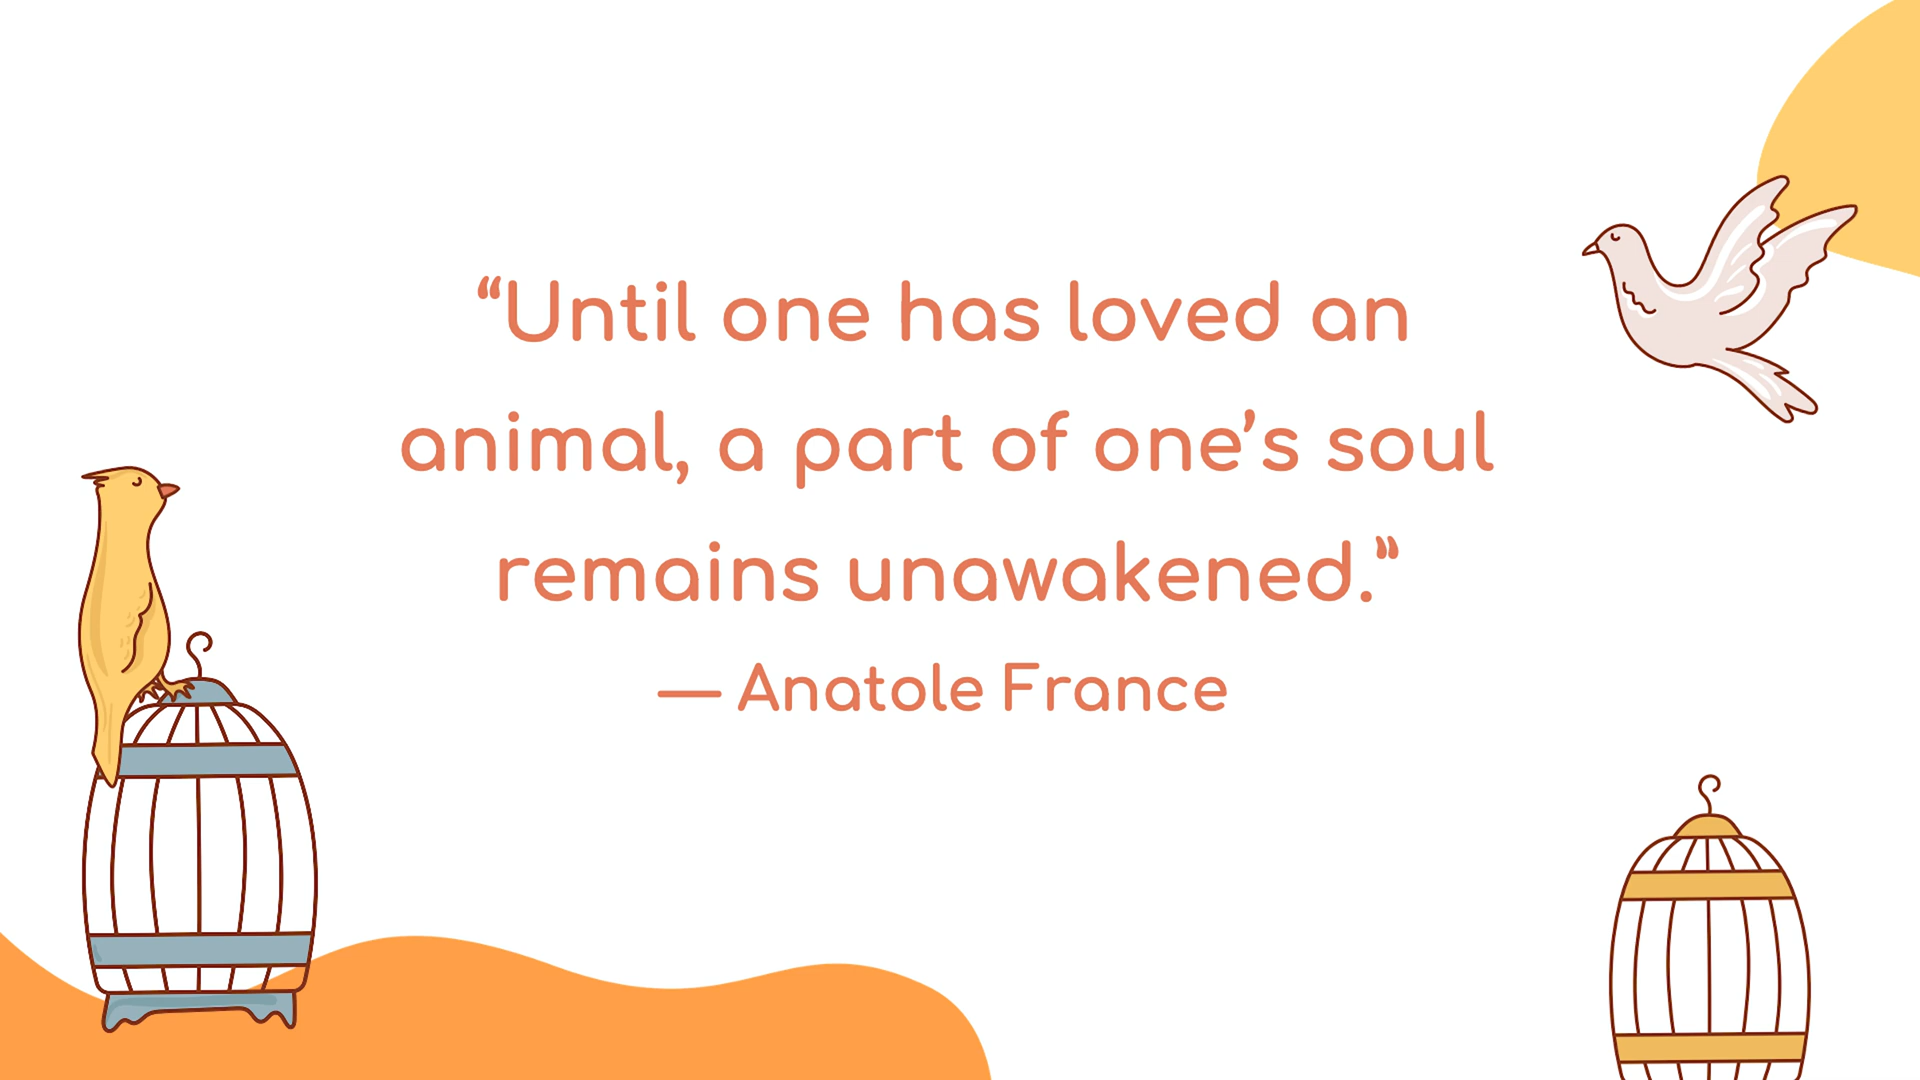 “Until one has loved an
animal, a part of one’s soul
remains unawakened.”
— Anatole France